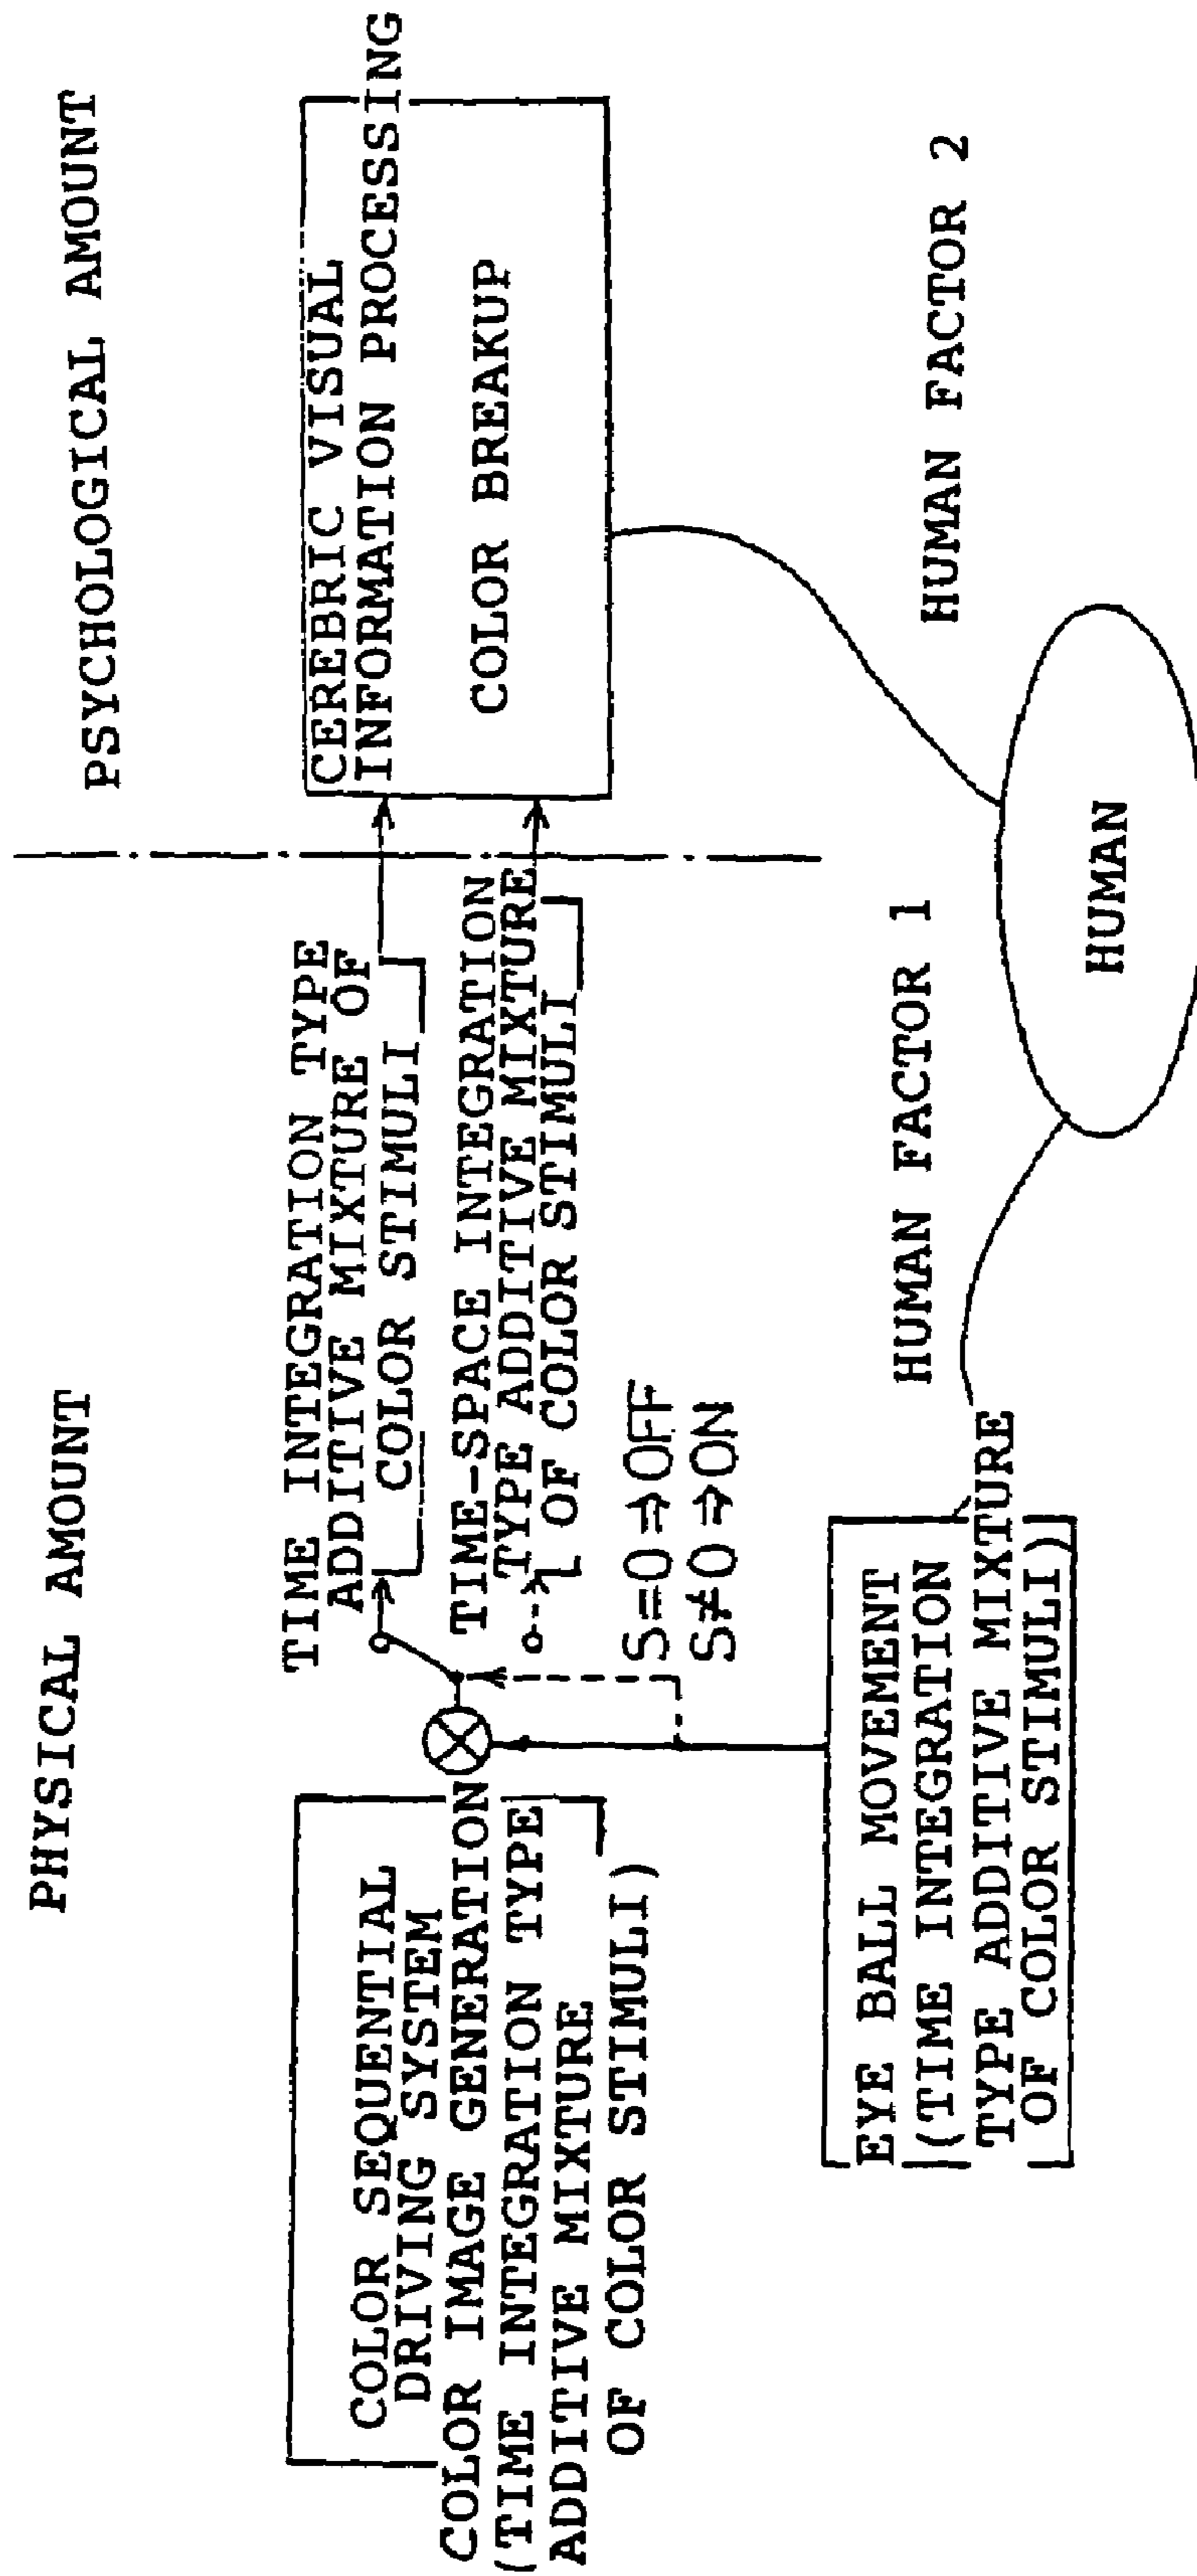 PHYSICAL AMOUNT
PSYCHOLOGICAL AMOUNT
COLOR SEQUENTIAL
DRIVING SYSTEM
COLOR IMAGE GENERATION
(TIME INTEGRATION TYPE
ADDITIVE MIXTURE
OF COLOR STIMULI)
TIME INTEGRATION TYPE
ADDITIVE MIXTURE OF
COLOR STIMULI
TIME-SPACE INTEGRATION
TYPE ADDITIVE MIXTURE
OF COLOR STIMULI
S=0⇒OFF
S≠0⇒ON
CEREBRIC VISUAL
INFORMATION PROCESSING
COLOR BREAKUP
EYE BALL MOVEMENT
(TIME INTEGRATION
TYPE ADDITIVE MIXTURE
OF COLOR STIMULI)
HUMAN FACTOR 1
HUMAN FACTOR 2
HUMAN